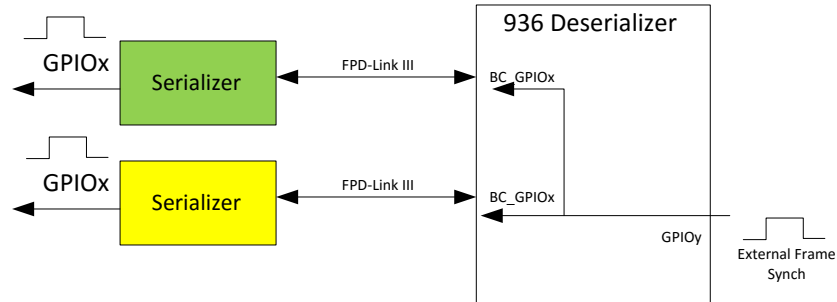 936 Deserializer
GPIOx
Serializer
FPD-Link III
BC_GPIOx
GPIOx
Serializer
FPD-Link III
BC_GPIOx
GPIOy
External Frame
Synch